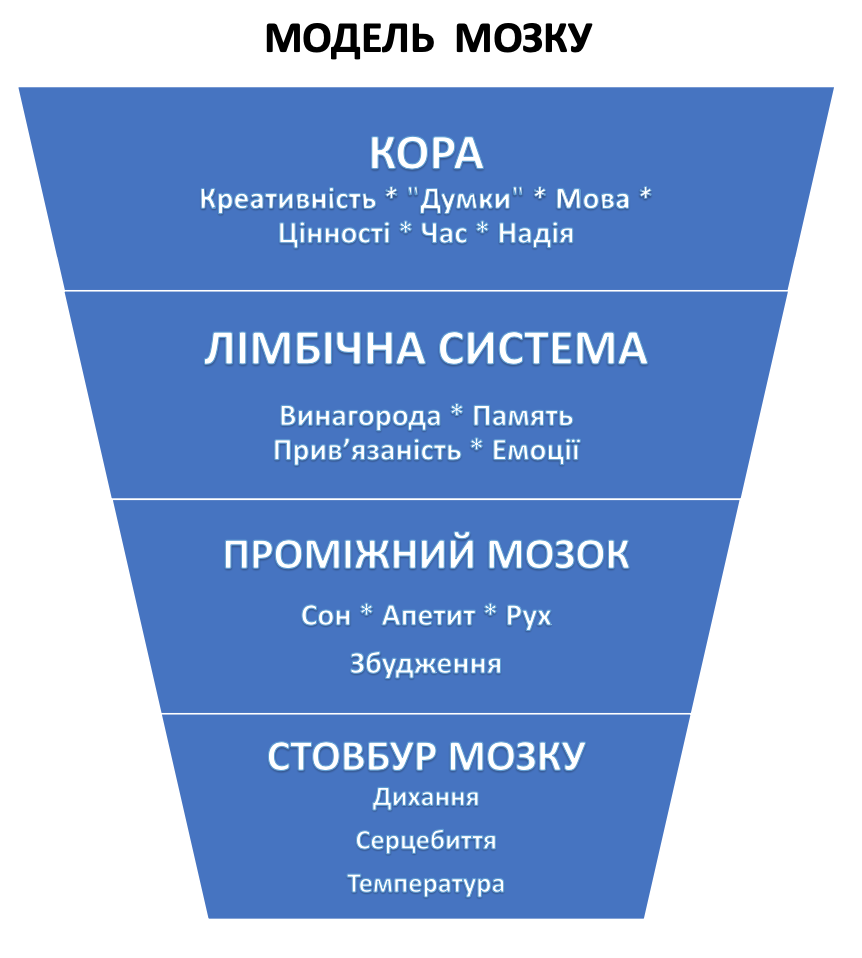 МОДЕЛЬ МОЗКУ
КОРА
Креативність * "Думки" * Мова *
Цінності * Час * Надія
ЛІМБІЧНА СИСТЕМА
Винагорода * Память
Прив’язаність * Емоції
ПРОМІЖНИЙ МОЗОК
Сон * Апетит * Рух
Збудження
СТОВБУР МОЗКУ
Дихання
Серцебиття
Температура